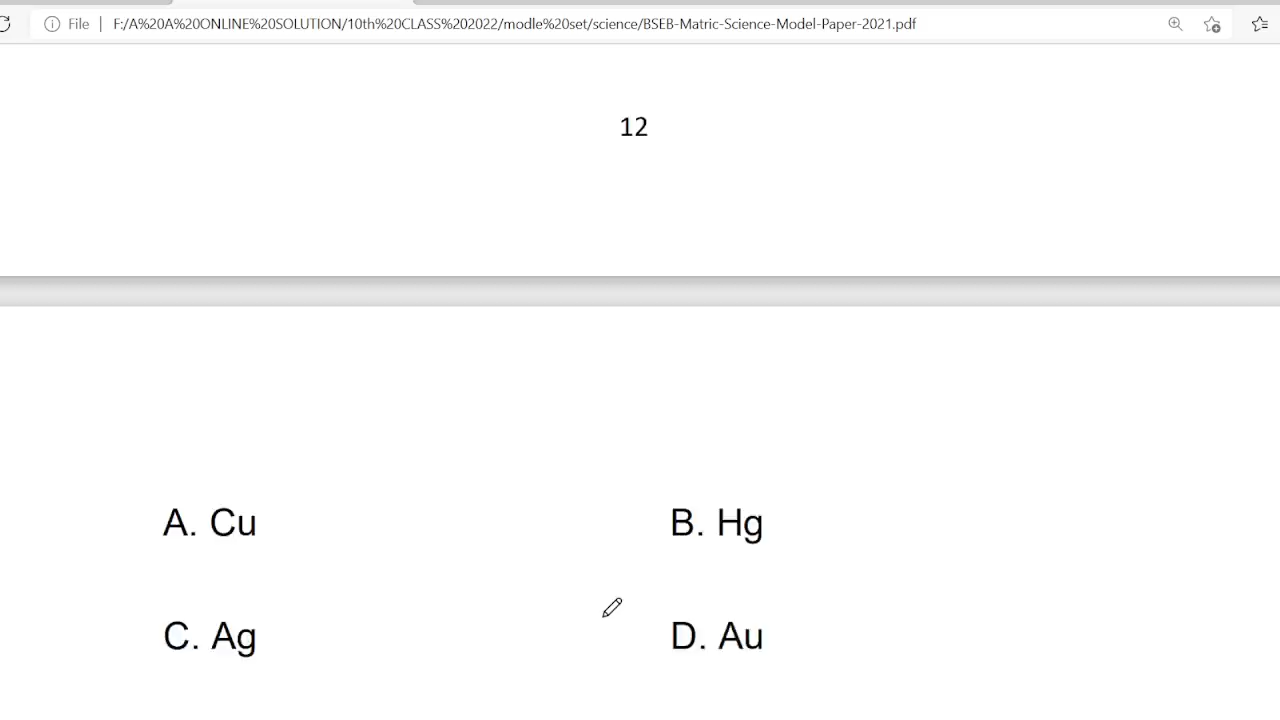 File | F:/A%20A%20ONLINE%20SOLUTION/10th%20CLASS%202022/modle%20set/science/BSEB-Matric-Science-Model-Paper-2021.pdf
12
A. Cu B. Hg
C. Ag D. Au